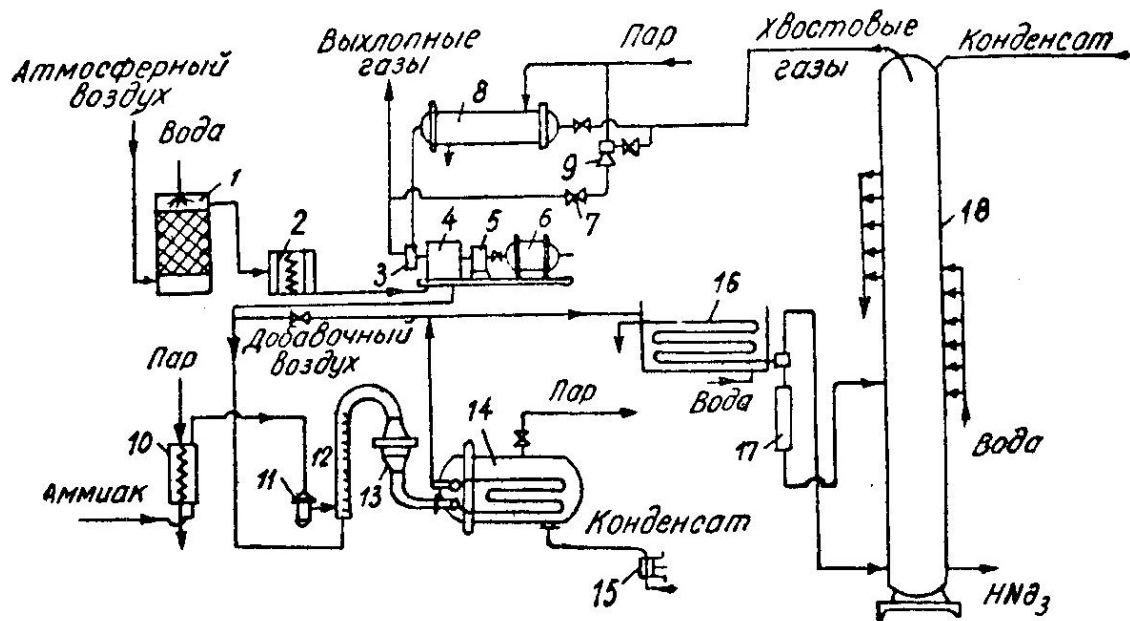 Атмосферный
воздух
Вода
1
2
Выхлопные
газы
8
Пар
9
7
3
4
5
6
Хвостовые
газы
Конденсат
18
Добавочный
воздух
16
Вода
17
Вода
Пар
10
Аммиак
11
12
13
14
Пар
Конденсат
15
HNO3